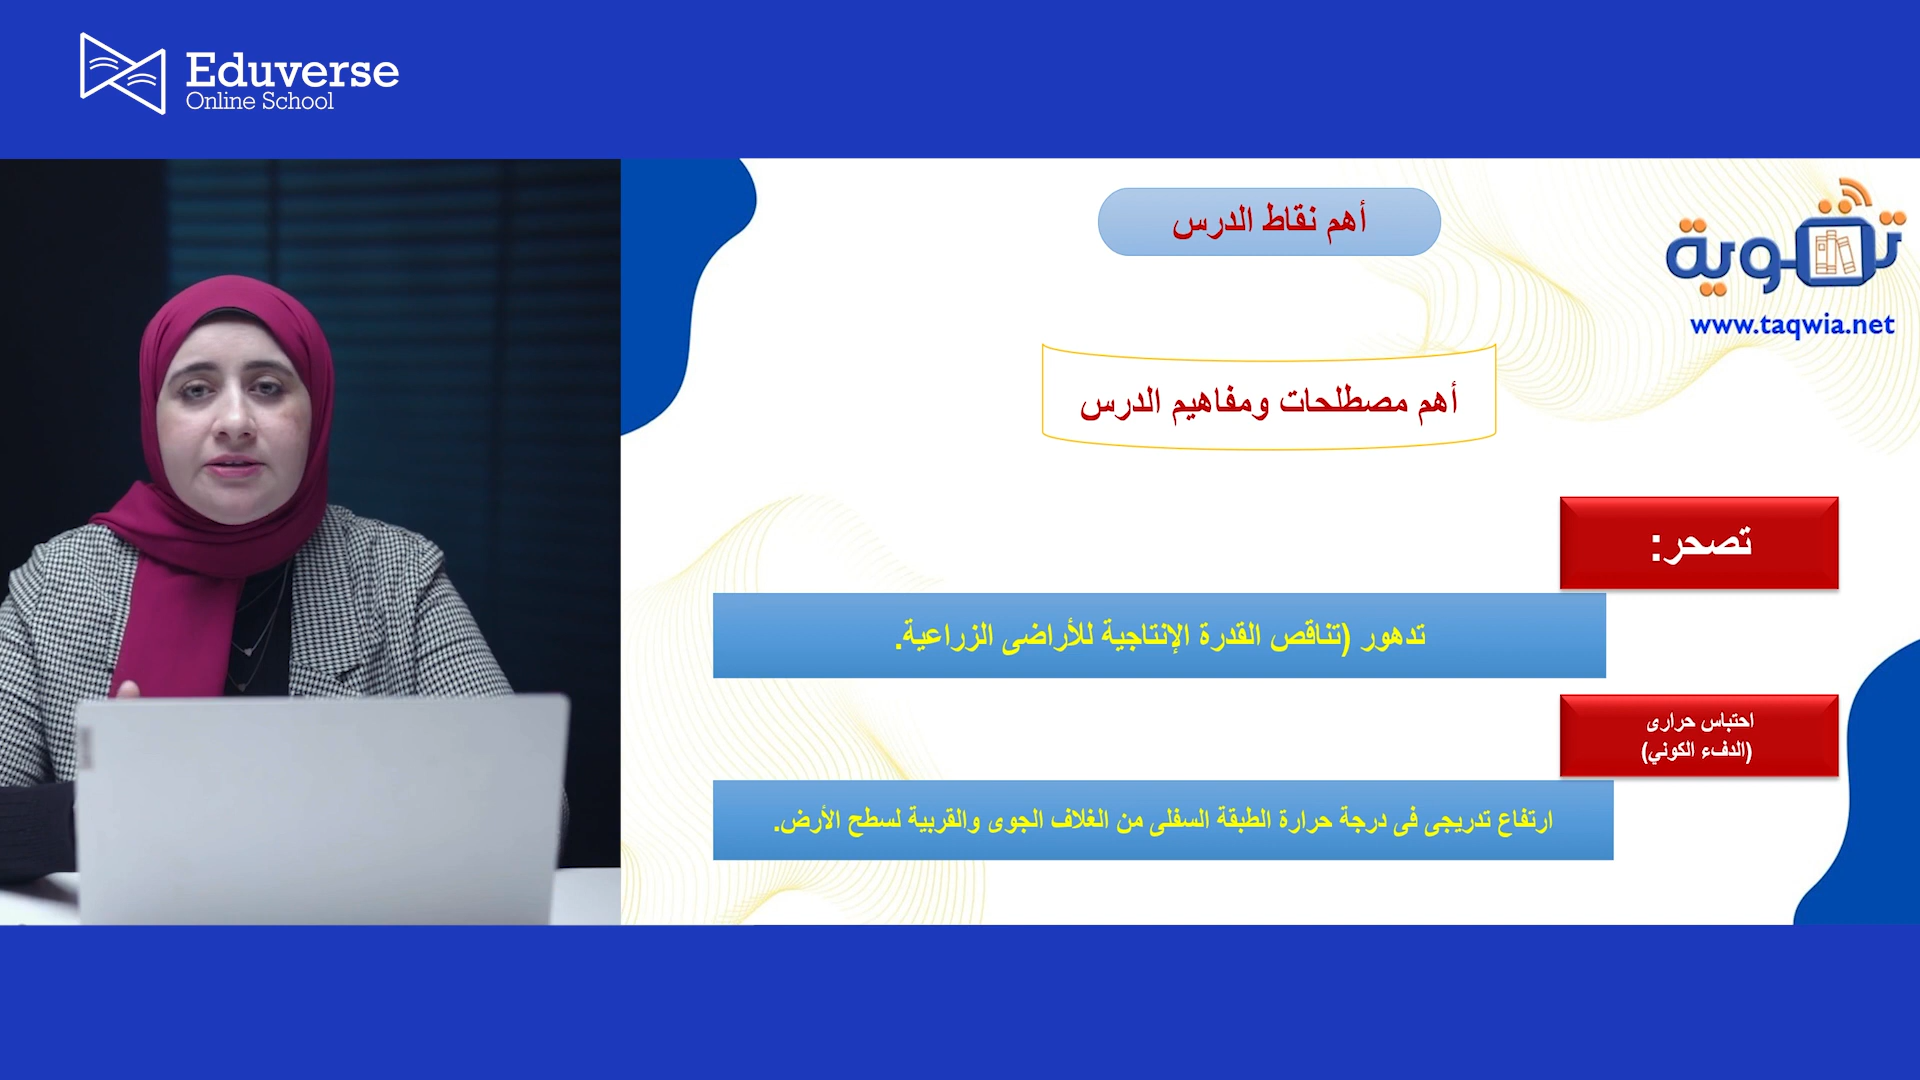 Eduverse
Online School
أهم نقاط الدرس
تقوية
www.taqwia.net
أهم مصطلحات ومفاهيم الدرس
تصحر:
تدهور (تناقص القدرة الإنتاجية للأراضى الزراعية.
احتباس حرارى
(الدفء الكوني)
ارتفاع تدريجى فى درجة حرارة الطبقة السفلى من الغلاف الجوى والقريبة لسطح الأرض.